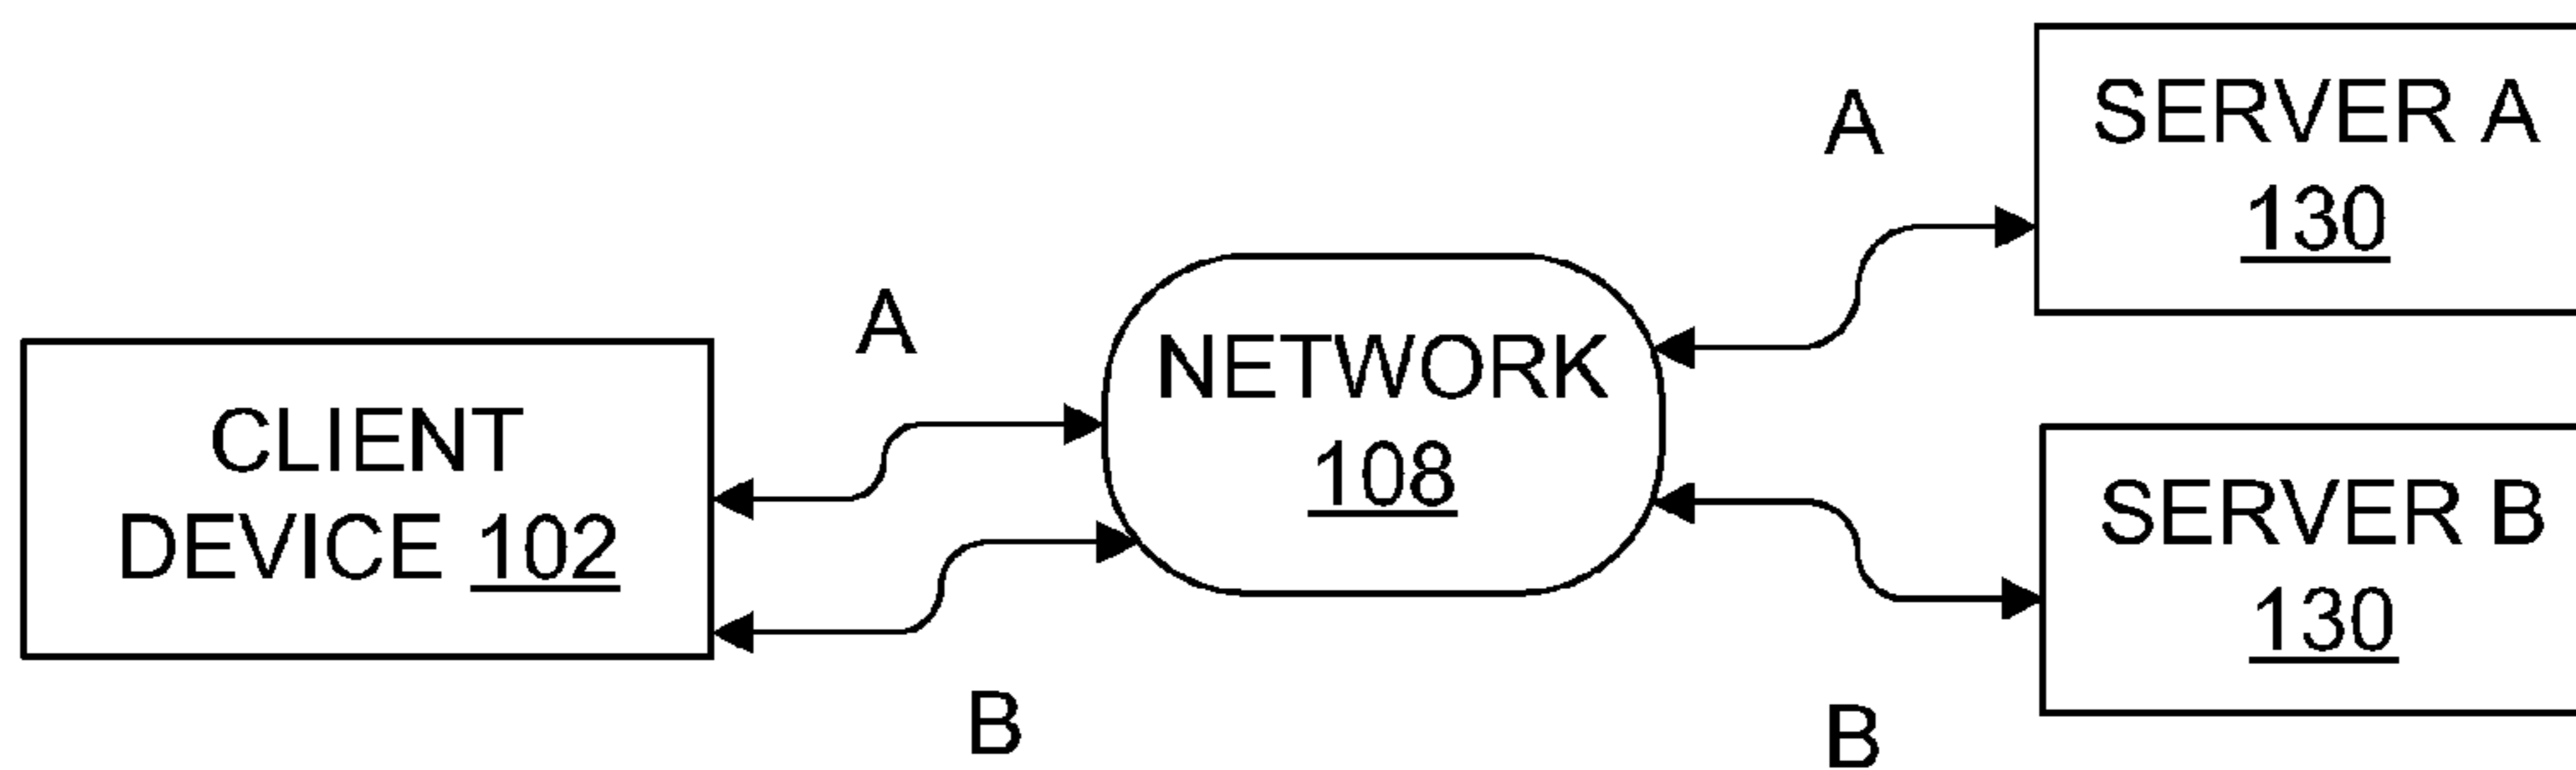 A
SERVER A
130
A
NETWORK
108
CLIENT
DEVICE 102
SERVER B
130
B
B